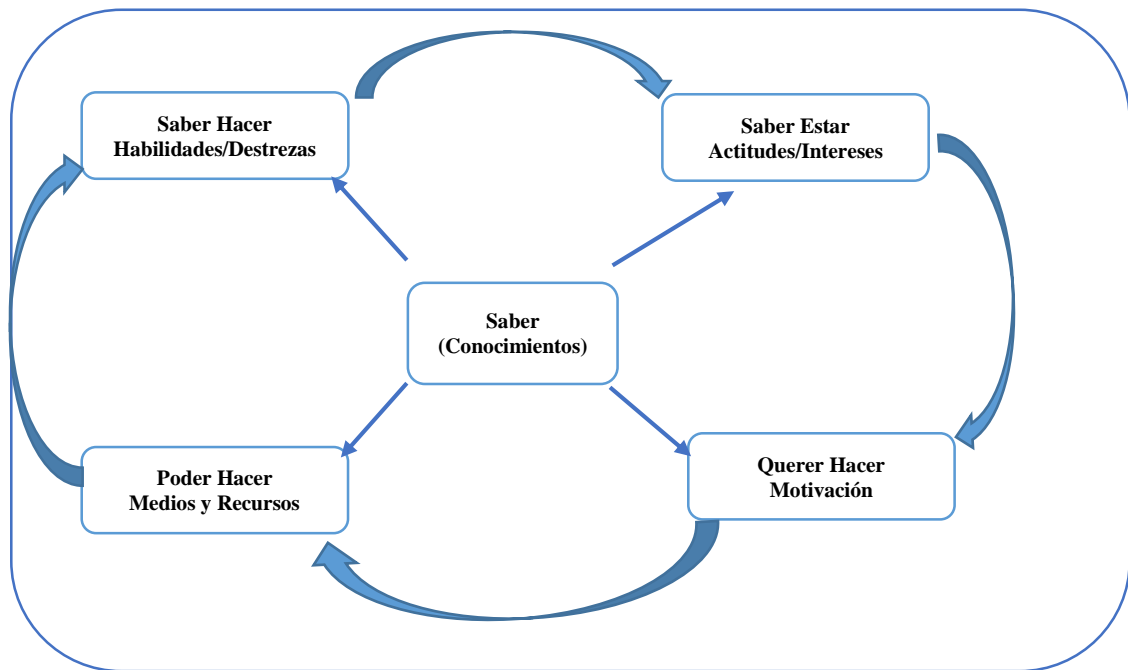 Saber Hacer
Habilidades/Destrezas
Saber Estar
Actitudes/Intereses
Saber
(Conocimientos)
Poder Hacer
Medios y Recursos
Querer Hacer
Motivación